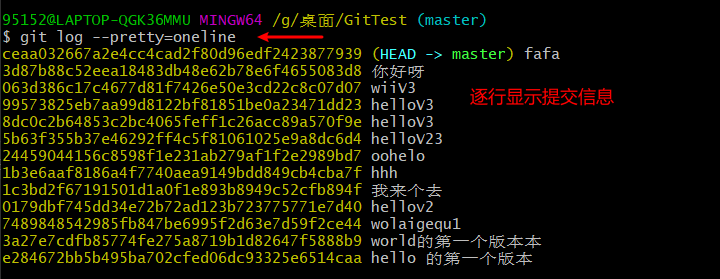 95152@LAPTOP-QGK36MMU MINGW64 /g/桌面/GitTest (master)
$ git log --pretty=oneline
ceaa032667a2e4cc4cad2f80d96edf2423877939 (HEAD -> master) fafa
3d87b88c52eea18483db48e62b78e6f4655083d8 你好呀
063d386c17c4677d81f7426e50e3cd22c8c07d07 wiiV3
逐行显示提交信息
99573825eb7aa99d8122bf81851be0a23471dd23 helloV3
8dc0c2b64853c2bc4065feff1c26acc89a570f9e helloV3
5b63f355b37e46292ff4c5f81061025e9a8dc6d4 helloV23
24459044156c8598f1e231ab279af1f2e2989bd7 oohelo
1b3e6aaf8186a4f7740aea9149bdd849cb4cba7f hhh
1c3bd2f67191501d1a0f1e893b8949c52cfb894f 我来个去
0179dbf745dd34e72b72ad123b723775771e7d40 hellov2
7489848542985fb847be6995f2d63e7d59f2ce44 wolaigequ1
3a27e7cdfb85774fe275a8719b1d82647f5888b9 world的第一个版本本
e284672bb5b495ba702cfed06dc93325e6514caa hello 的第一个版本